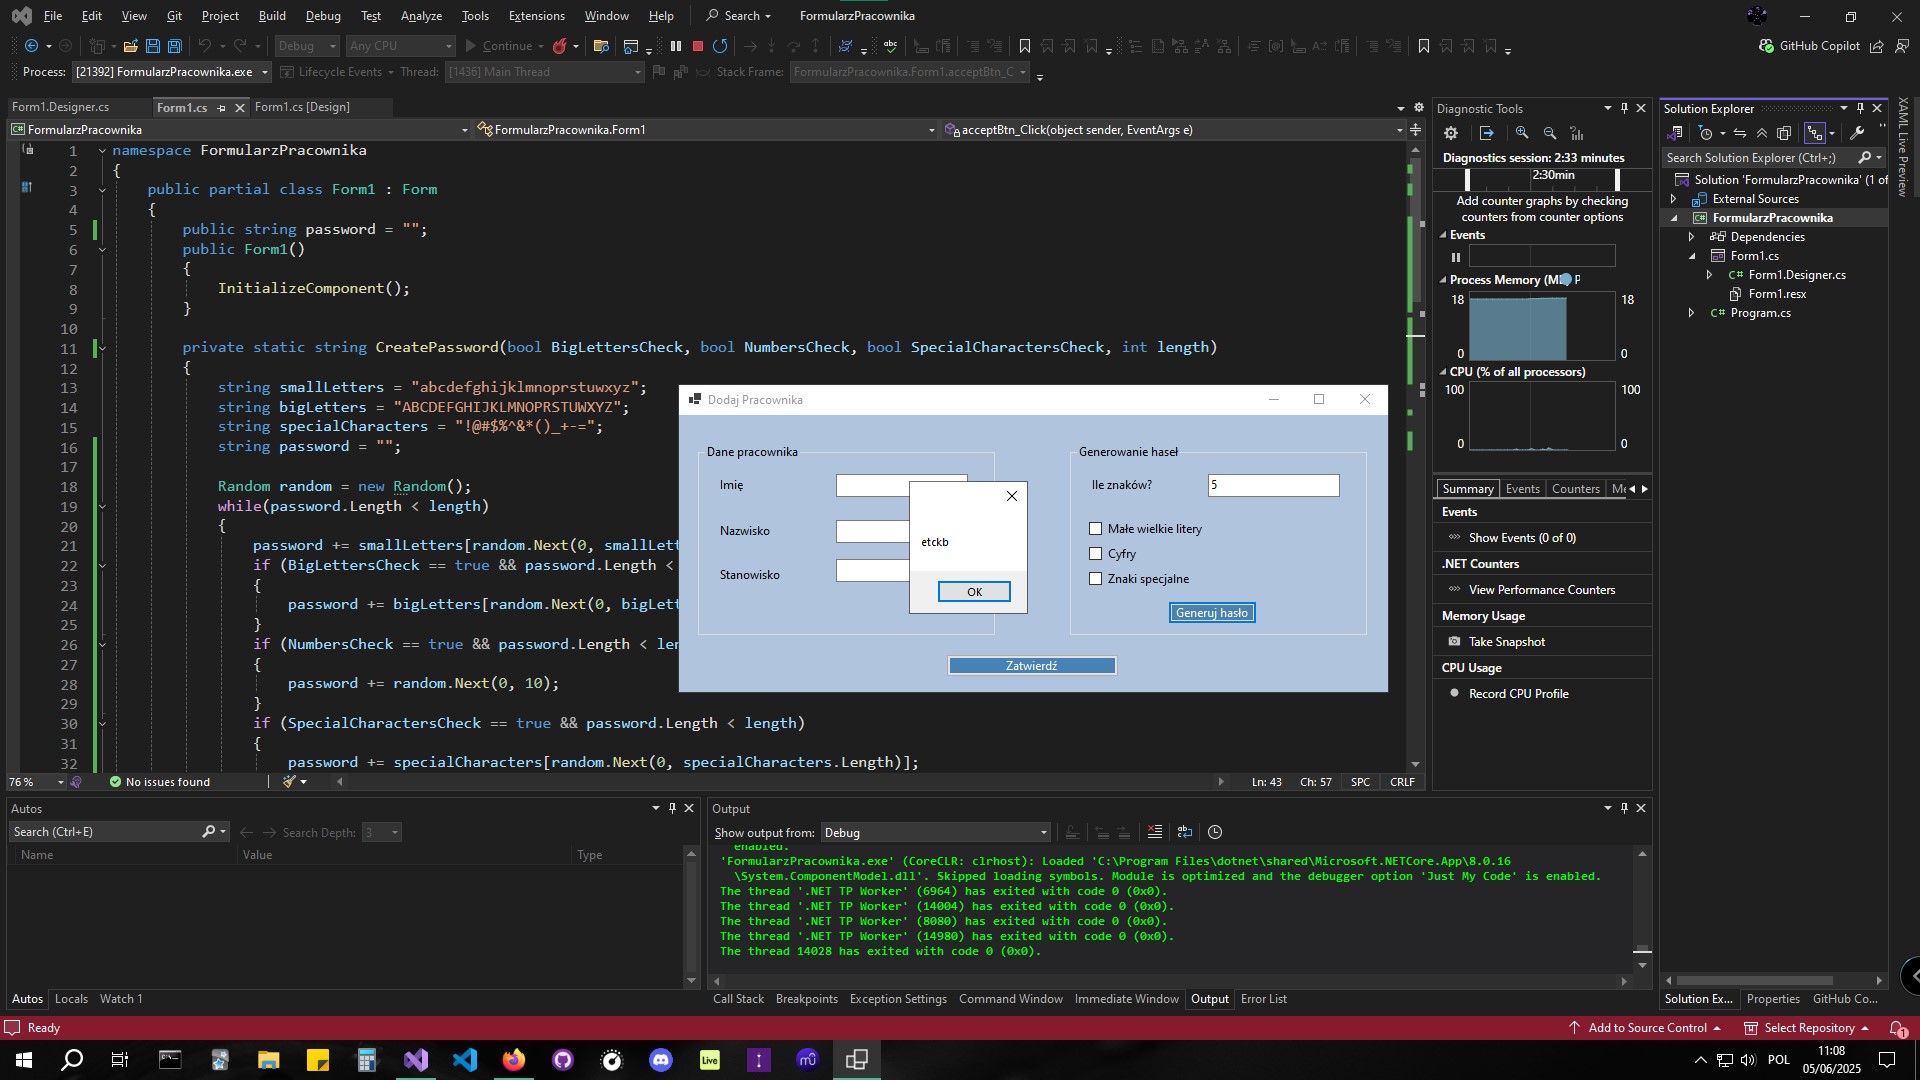 File Edit View Git Project Build Debug Test Analyze Tools Extensions Window Help Search FormularzPracownika
Debug Any CPU Continue GitHub Copilot
Process: [21392] FormularzPracownika.exe Lifecycle Events Thread: [1436] Main Thread Stack Frame: FormularzPracownika.Form1.acceptBtn_C
Form1.Designer.cs Form1.cs Form1.cs [Design]
FormularzPracownika FormularzPracownika.Form1 acceptBtn_Click(object sender, EventArgs e)
1 namespace FormularzPracownika
2 {
3 public partial class Form1 : Form
4 {
5 public string password = "";
6 public Form1()
7 {
8 InitializeComponent();
9 }
10
11 private static string CreatePassword(bool BigLettersCheck, bool NumbersCheck, bool SpecialCharactersCheck, int length)
12 {
13 string smallLetters = "abcdefghijklmnoprstuwxyz";
14 string bigLetters = "ABCDEFGHIJKLMNOPRSTUWXYZ";
15 string specialCharacters = "!@#$%^&*()_+-=";
16 string password = "";
17
18 Random random = new Random();
19 while(password.Length < length)
20 {
21 password += smallLetters[random.Next(0, smallLett
22 if (BigLettersCheck == true && password.Length <
23 {
24 password += bigLetters[random.Next(0, bigLett
25 }
26 if (NumbersCheck == true && password.Length < len
27 {
28 password += random.Next(0, 10);
29 }
30 if (SpecialCharactersCheck == true && password.Length < length)
31 {
32 password += specialCharacters[random.Next(0, specialCharacters.Length)];
76 % No issues found Ln: 43 Ch: 57 SPC CRLF
Dodaj Pracownika
Dane pracownika
Imię
Nazwisko
Stanowisko
etckb
OK
Generowanie haseł
Ile znaków? 5
Małe wielkie litery
Cyfry
Znaki specjalne
Generuj hasło
Zatwierdź
Diagnostic Tools
Diagnostics session: 2:33 minutes
2:30min
Add counter graphs by checking
counters from counter options
Events
Process Memory (M P
18 18
0 0
CPU (% of all processors)
100 100
0 0
Summary Events Counters
Events
Show Events (0 of 0)
.NET Counters
View Performance Counters
Memory Usage
Take Snapshot
CPU Usage
Record CPU Profile
Solution Explorer
Search Solution Explorer (Ctrl+;)
Solution 'FormularzPracownika' (1 of
External Sources
FormularzPracownika
Dependencies
Form1.cs
C# Form1.Designer.cs
Form1.resx
C# Program.cs
XAML Live Preview
Autos
Search (Ctrl+E) Search Depth: 3
Name Value Type
Autos Locals Watch 1
Output
Show output from: Debug
enabled.
'FormularzPracownika.exe' (CoreCLR: clrhost): Loaded 'C:\Program Files\dotnet\shared\Microsoft.NETCore.App\8.0.16
\System.ComponentModel.dll'. Skipped loading symbols. Module is optimized and the debugger option 'Just My Code' is enabled.
The thread '.NET TP Worker' (6964) has exited with code 0 (0x0).
The thread '.NET TP Worker' (14004) has exited with code 0 (0x0).
The thread '.NET TP Worker' (8080) has exited with code 0 (0x0).
The thread '.NET TP Worker' (14980) has exited with code 0 (0x0).
The thread 14028 has exited with code 0 (0x0).
Call Stack Breakpoints Exception Settings Command Window Immediate Window Output Error List
Solution Ex... Properties GitHub Co...
Ready Add to Source Control Select Repository 1
Live mū POL 11:08
05/06/2025